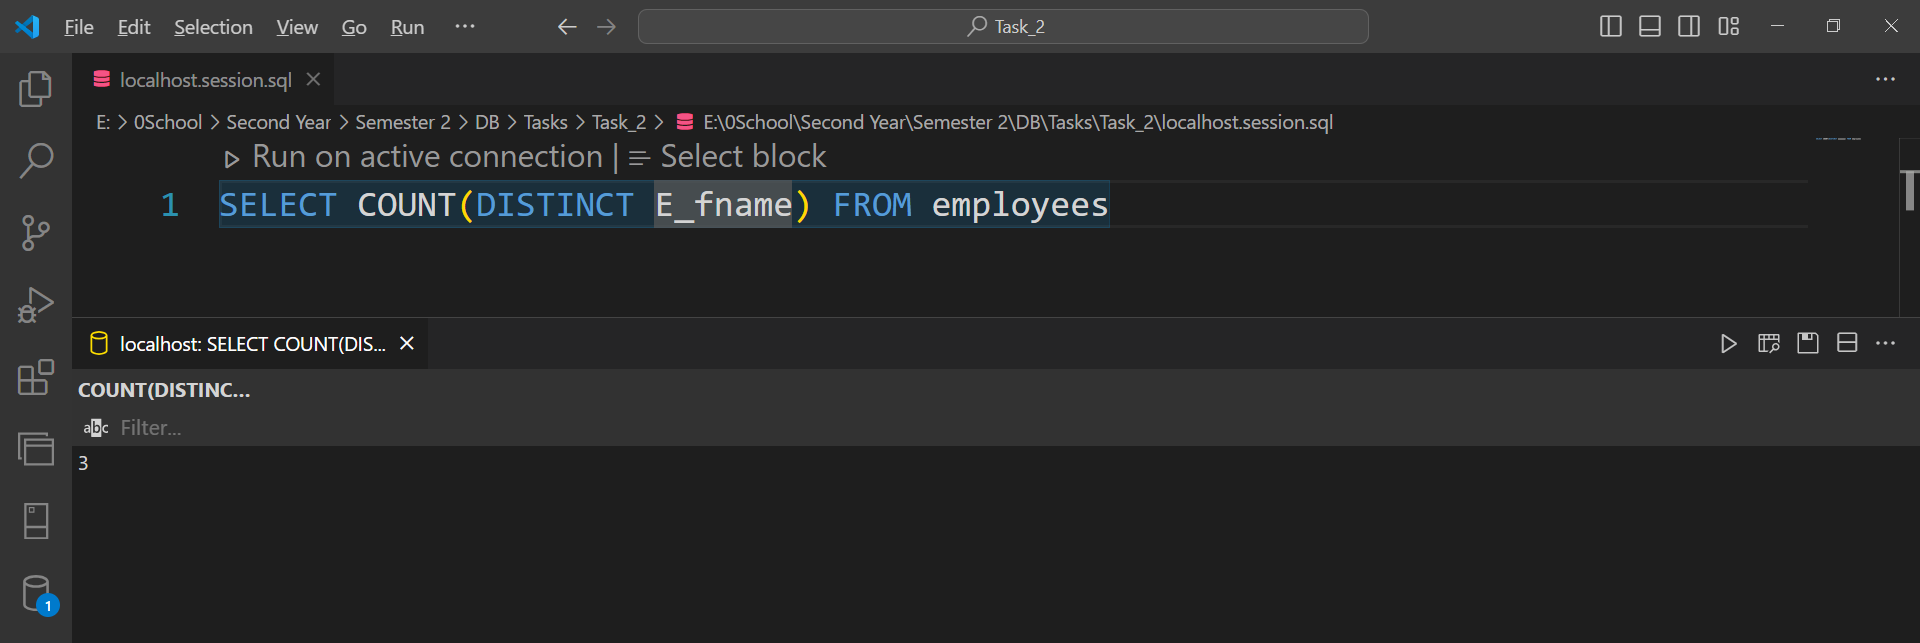 File Edit Selection View Go Run ··· Task_2
localhost.session.sql
E: > 0School > Second Year > Semester 2 > DB > Tasks > Task_2 > E:\0School\Second Year\Semester 2\DB\Tasks\Task_2\localhost.session.sql
Run on active connection | Select block
1 SELECT COUNT(DISTINCT E_fname) FROM employees
localhost: SELECT COUNT(DIS...
COUNT(DISTINC...
abc Filter...
3
1